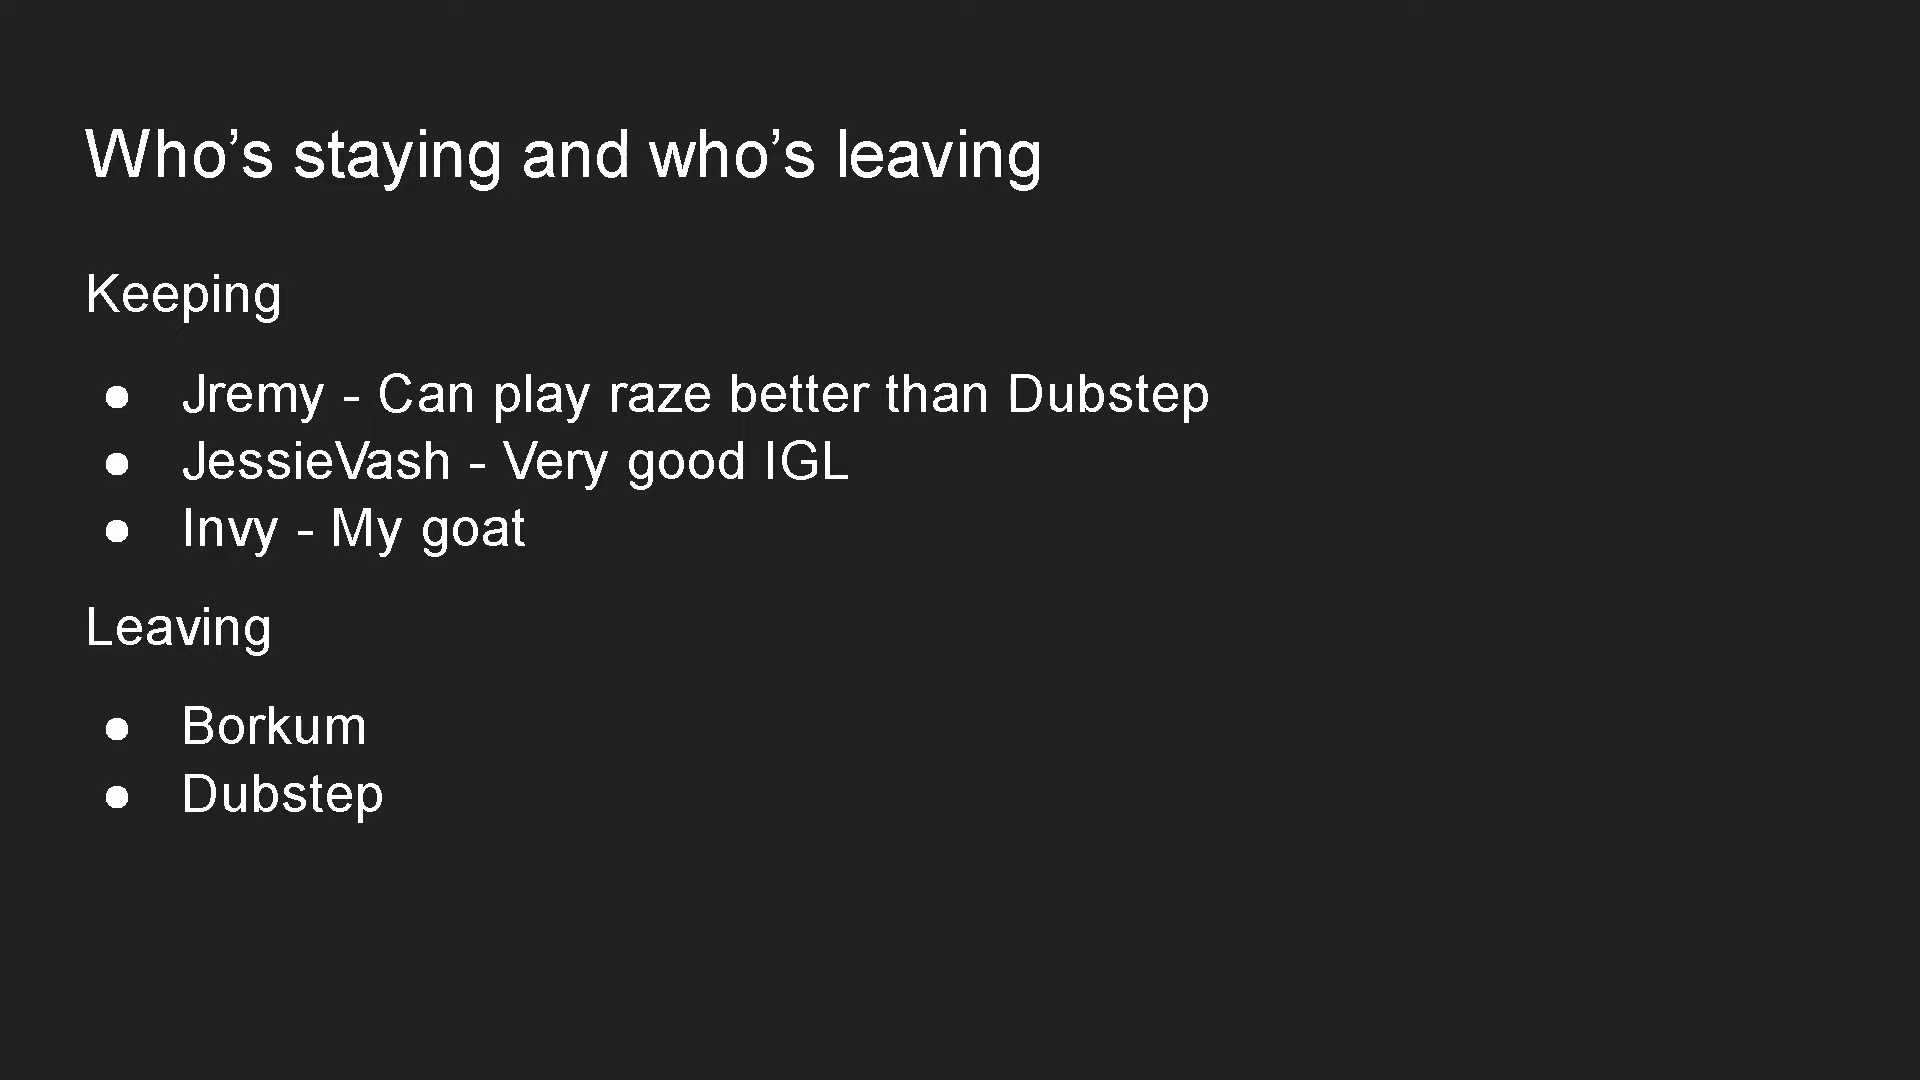 Who’s staying and who’s leaving
Keeping
● Jremy - Can play raze better than Dubstep
● JessieVash - Very good IGL
● Invy - My goat
Leaving
● Borkum
● Dubstep